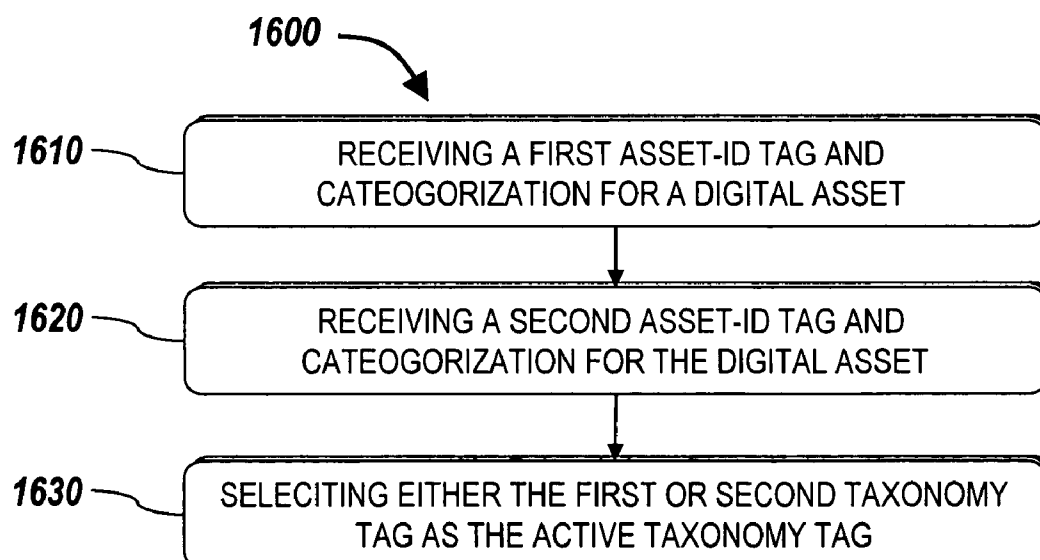 1600
1610
RECEIVING A FIRST ASSET-ID TAG AND
CATEOGORIZATION FOR A DIGITAL ASSET
1620
RECEIVING A SECOND ASSET-ID TAG AND
CATEOGORIZATION FOR THE DIGITAL ASSET
1630
SELECITING EITHER THE FIRST OR SECOND TAXONOMY
TAG AS THE ACTIVE TAXONOMY TAG